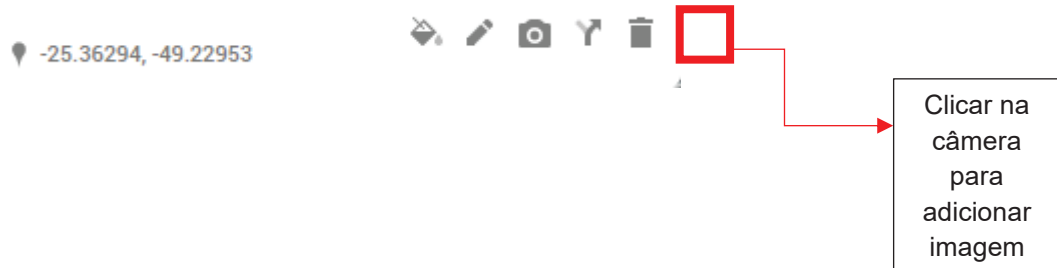 -25.36294, -49.22953
Clicar na
câmera
para
adicionar
imagem